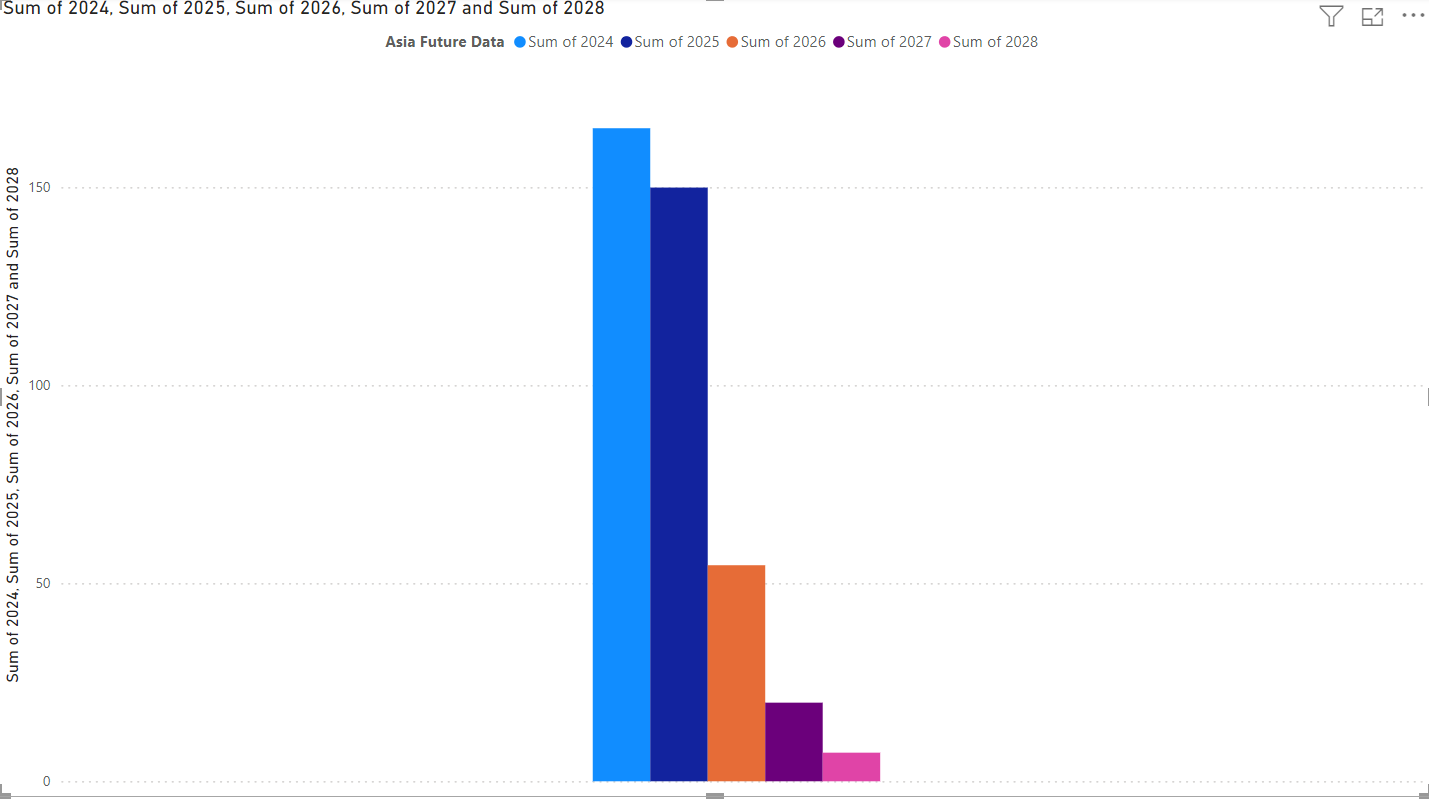 Sum of 2024, Sum of 2025, Sum of 2026, Sum of 2027 and Sum of 2028
Asia Future Data Sum of 2024 Sum of 2025 Sum of 2026 Sum of 2027 Sum of 2028
Sum of 2024, Sum of 2025, Sum of 2026, Sum of 2027 and Sum of 2028
150
100
50
0